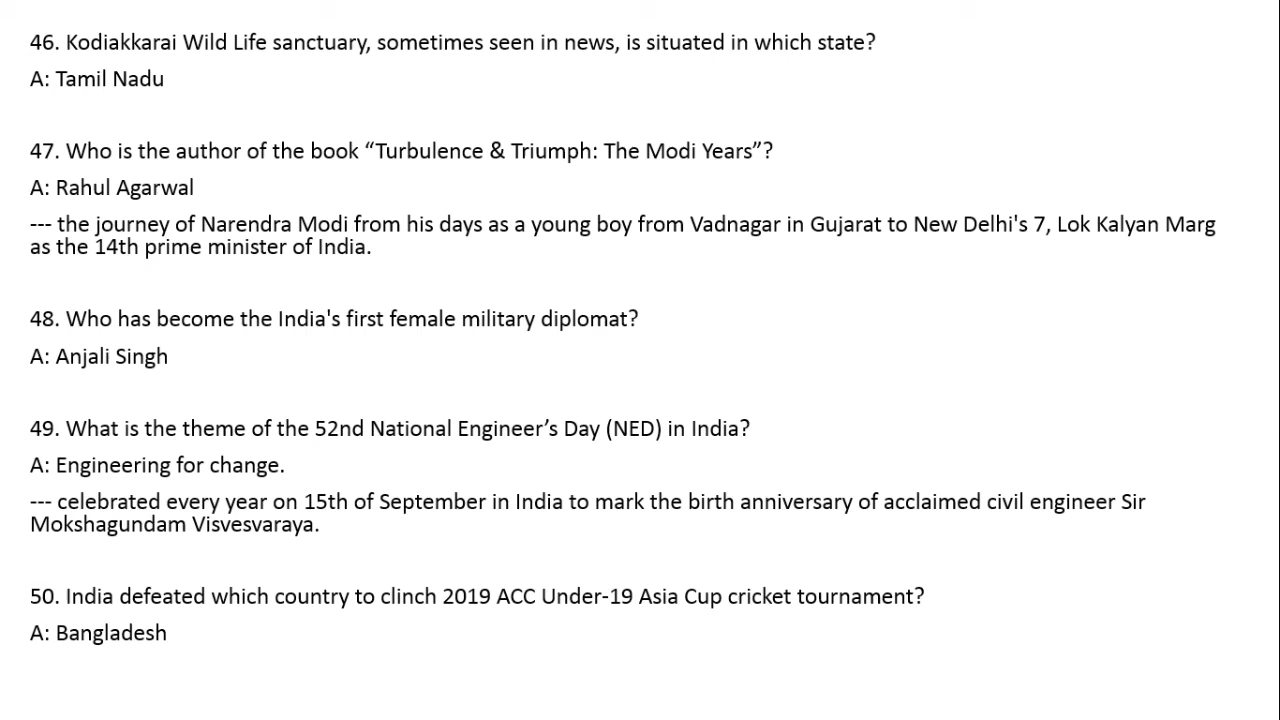 46. Kodiakkarai Wild Life sanctuary, sometimes seen in news, is situated in which state?
A: Tamil Nadu
47. Who is the author of the book “Turbulence & Triumph: The Modi Years”?
A: Rahul Agarwal
--- the journey of Narendra Modi from his days as a young boy from Vadnagar in Gujarat to New Delhi's 7, Lok Kalyan Marg
as the 14th prime minister of India.
48. Who has become the India's first female military diplomat?
A: Anjali Singh
49. What is the theme of the 52nd National Engineer’s Day (NED) in India?
A: Engineering for change.
--- celebrated every year on 15th of September in India to mark the birth anniversary of acclaimed civil engineer Sir
Mokshagundam Visvesvaraya.
50. India defeated which country to clinch 2019 ACC Under-19 Asia Cup cricket tournament?
A: Bangladesh